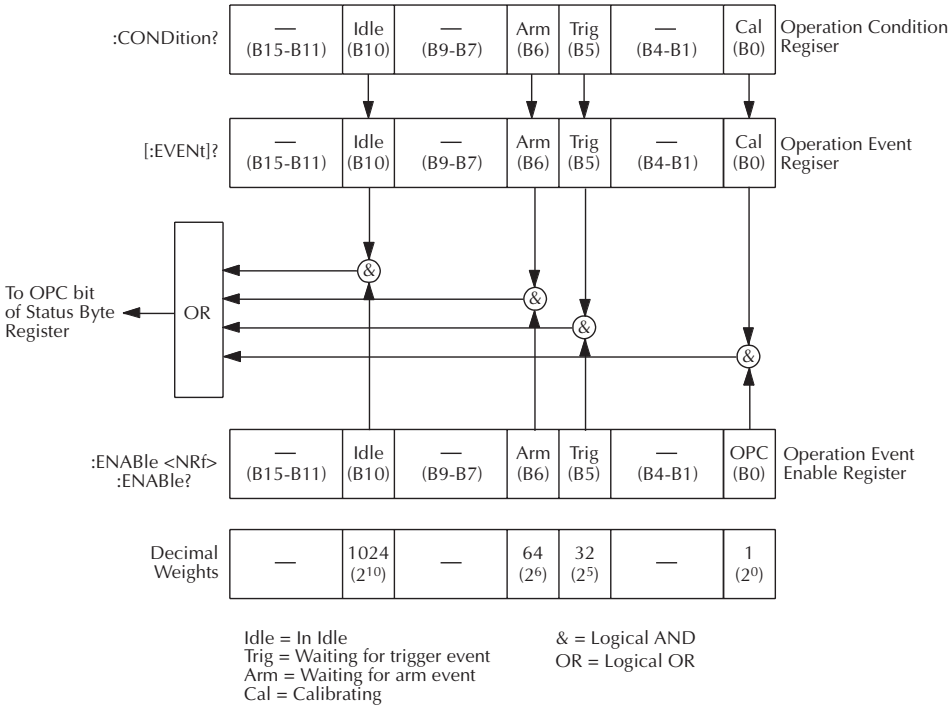 :CONDition?
—
(B15-B11)
Idle
(B10)
—
(B9-B7)
Arm
(B6)
Trig
(B5)
—
(B4-B1)
Cal
(B0)
Operation Condition
Regiser
[:EVENt]?
—
(B15-B11)
Idle
(B10)
—
(B9-B7)
Arm
(B6)
Trig
(B5)
—
(B4-B1)
Cal
(B0)
Operation Event
Regiser
&
&
&
&
To OPC bit
of Status Byte
Register
OR
:ENABle <NRf>
:ENABle?
—
(B15-B11)
Idle
(B10)
—
(B9-B7)
Arm
(B6)
Trig
(B5)
—
(B4-B1)
OPC
(B0)
Operation Event
Enable Register
Decimal
Weights
—
1024
(2¹⁰)
—
64
(2⁶)
32
(2⁵)
—
1
(2⁰)
Idle = In Idle
Trig = Waiting for trigger event
Arm = Waiting for arm event
Cal = Calibrating
& = Logical AND
OR = Logical OR